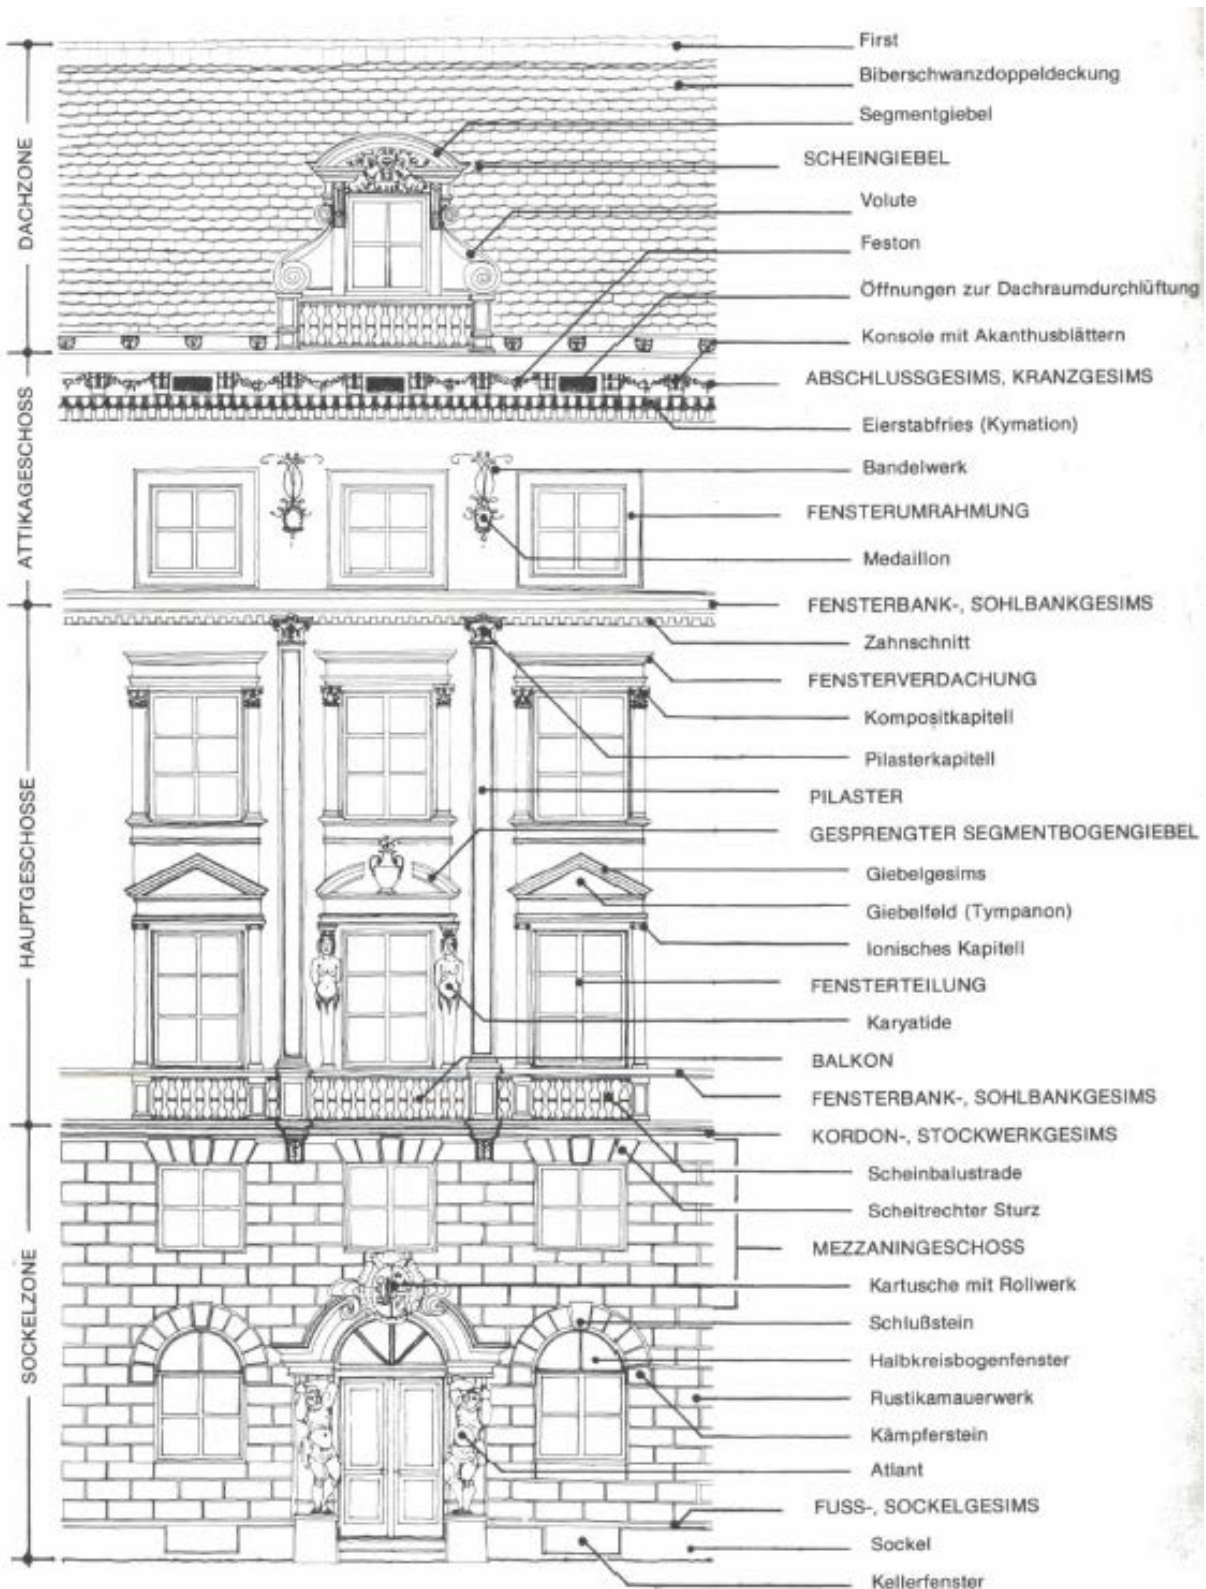 First
Biberschwanzdoppeldeckung
Segmentgiebel
SCHEINGIEBEL
Volute
Feston
Öffnungen zur Dachraumdurchlüftung
Konsole mit Akanthusblättern
ABSCHLUSSGESIMS, KRANZGESIMS
Eierstabfries (Kymation)
Bandelwerk
FENSTERUMRAHMUNG
Medaillon
FENSTERBANK-, SOHLBANKGESIMS
Zahnschnitt
FENSTERVERDACHUNG
Kompositkapitell
Pilasterkapitell
PILASTER
GESPRENGTER SEGMENTBOGENGIEBEL
Giebelgesims
Giebelfeld (Tympanon)
Ionisches Kapitell
FENSTERTEILUNG
Karyatide
BALKON
FENSTERBANK-, SOHLBANKGESIMS
KORDON-, STOCKWERKGESIMS
Scheinbalustrade
Scheitrechter Sturz
MEZZANINGESCHOSS
Kartusche mit Rollwerk
Schlußstein
Halbkreisbogenfenster
Rustikamauerwerk
Kämpferstein
Atlant
FUSS-, SOCKELGESIMS
Sockel
Kellerfenster
DACHZONE
ATTIKAGESCHOSS
HAUPTGESCHOSSE
SOCKELZONE